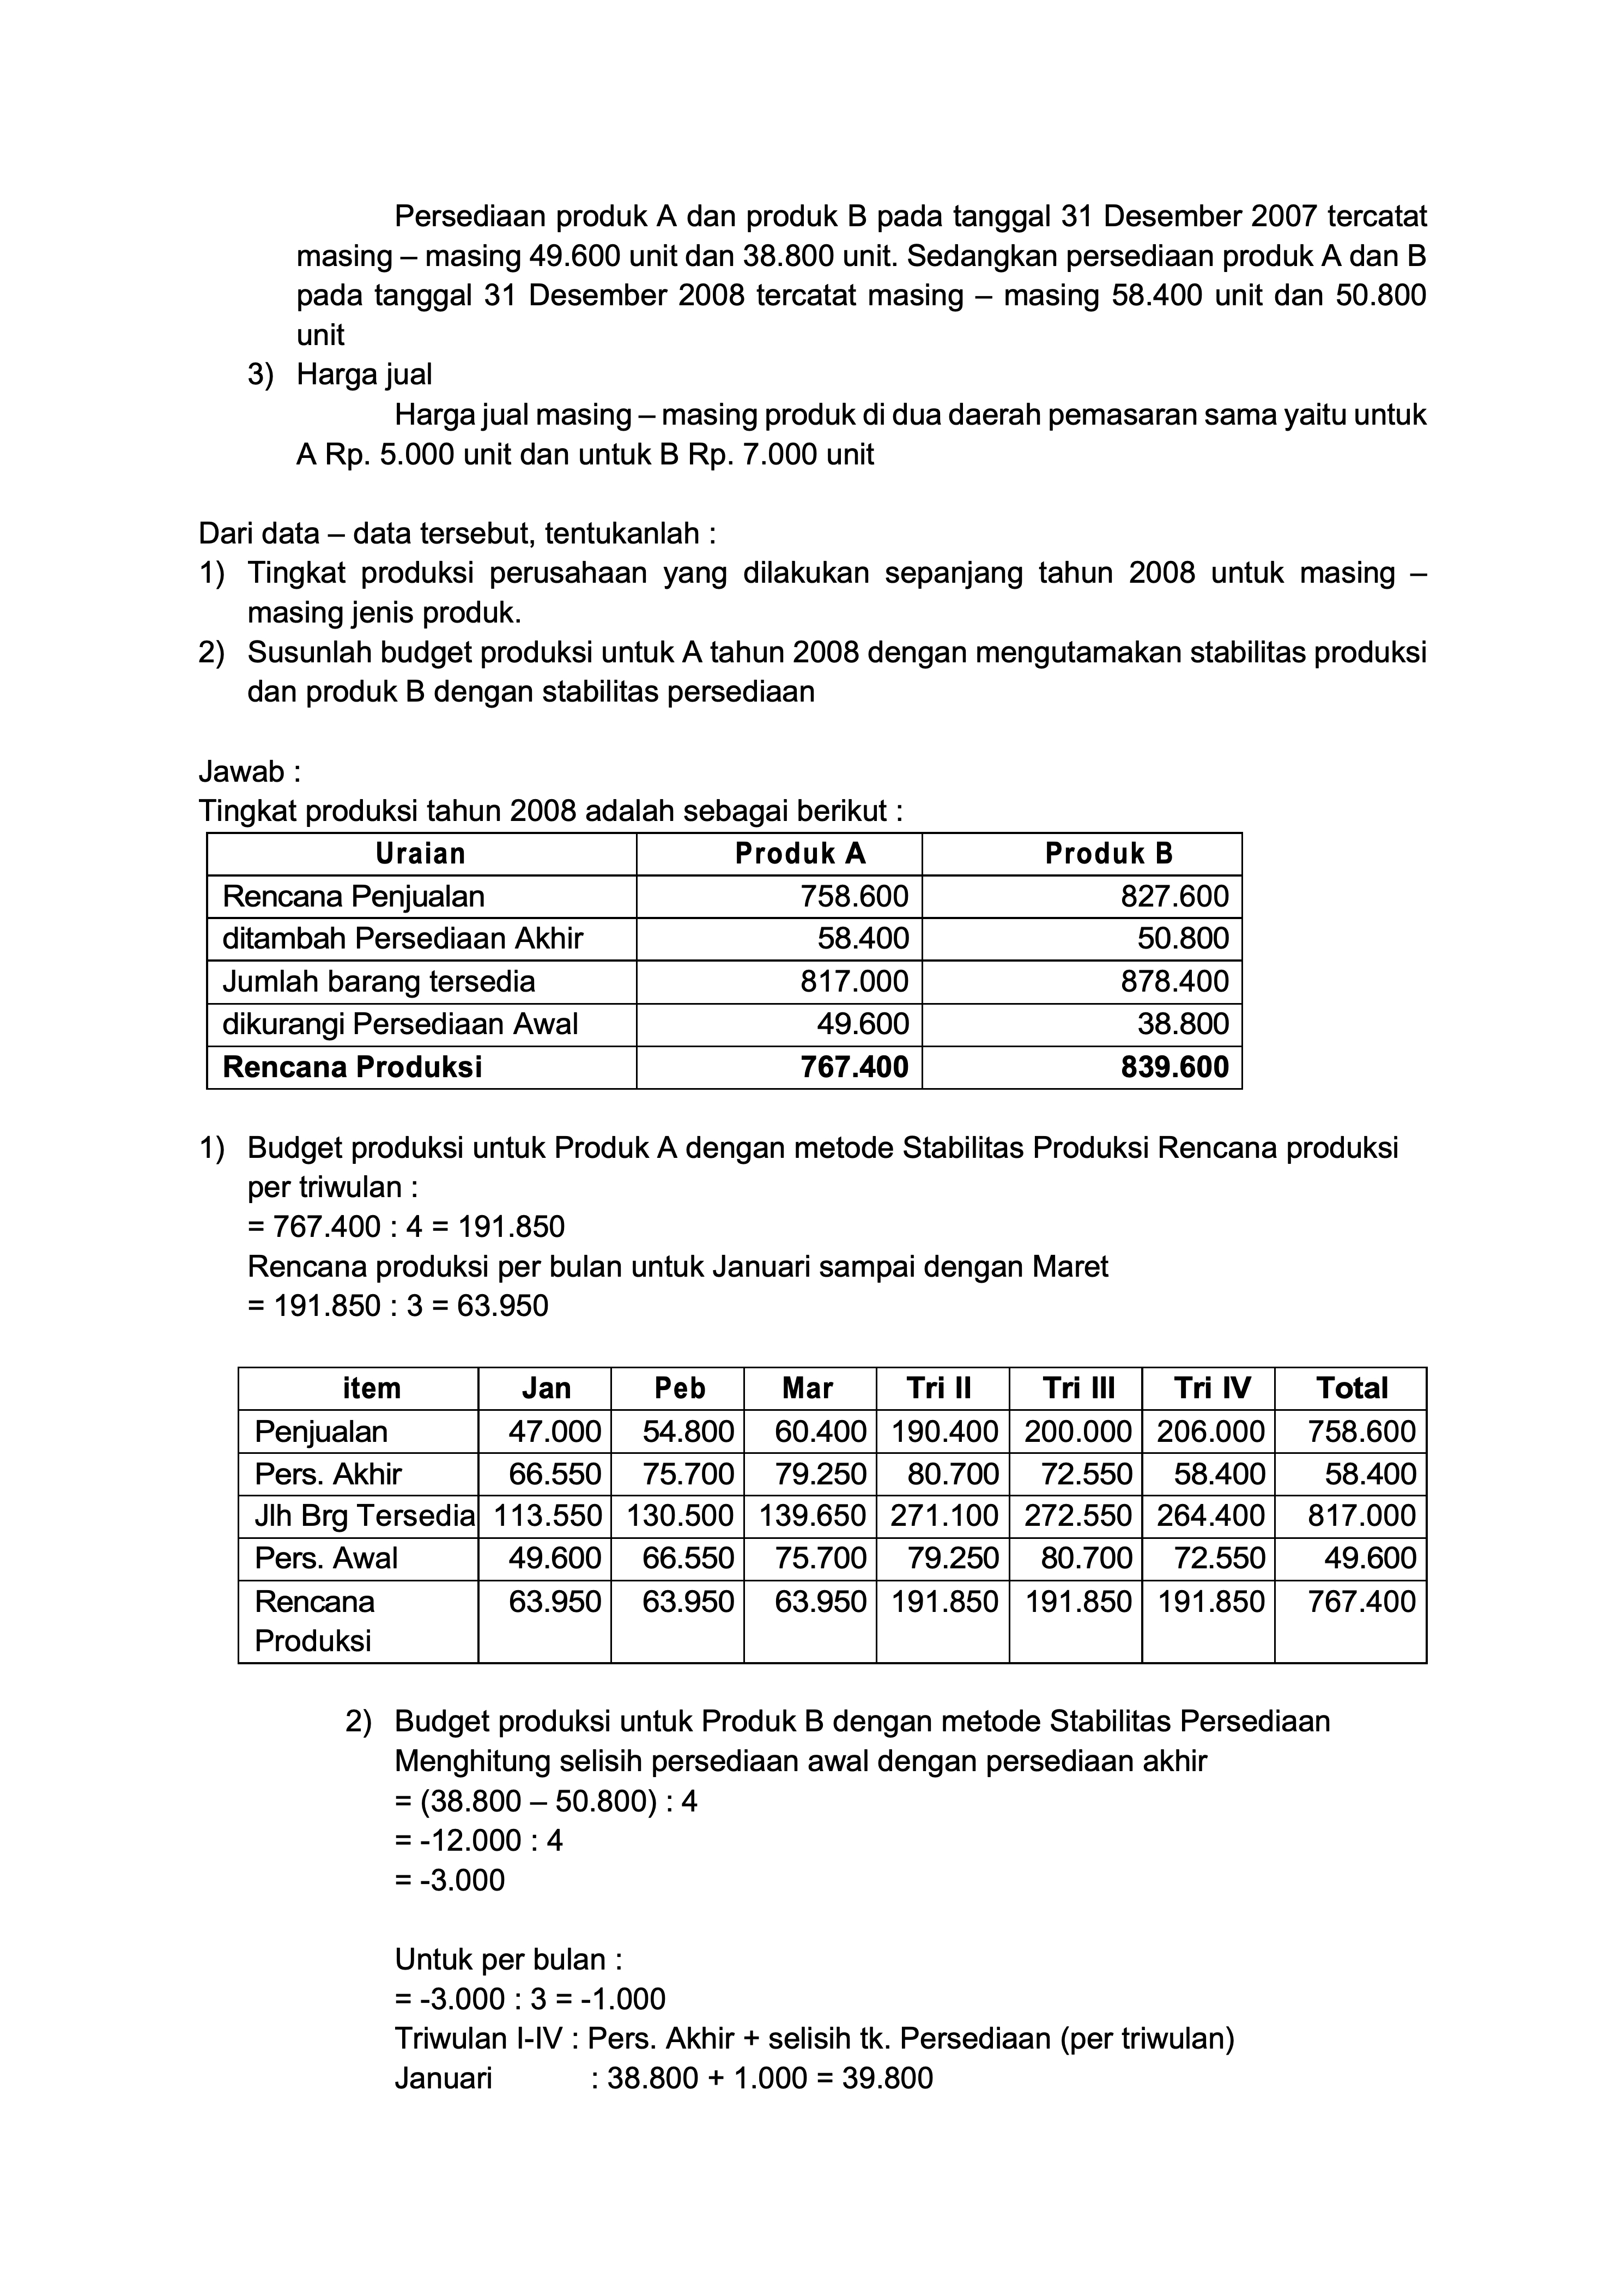 Persediaan produk A dan produk B pada tanggal 31 Desember 2007 tercatat
masing – masing 49.600 unit dan 38.800 unit. Sedangkan persediaan produk A dan B
pada tanggal 31 Desember 2008 tercatat masing – masing 58.400 unit dan 50.800
unit
3) Harga jual
Harga jual masing – masing produk di dua daerah pemasaran sama yaitu untuk
A Rp. 5.000 unit dan untuk B Rp. 7.000 unit
Dari data – data tersebut, tentukanlah :
1) Tingkat produksi perusahaan yang dilakukan sepanjang tahun 2008 untuk masing –
masing jenis produk.
2) Susunlah budget produksi untuk A tahun 2008 dengan mengutamakan stabilitas produksi
dan produk B dengan stabilitas persediaan
Jawab :
Tingkat produksi tahun 2008 adalah sebagai berikut :
Uraian Produk A Produk B
Rencana Penjualan 758.600 827.600
ditambah Persediaan Akhir 58.400 50.800
Jumlah barang tersedia 817.000 878.400
dikurangi Persediaan Awal 49.600 38.800
Rencana Produksi 767.400 839.600
1) Budget produksi untuk Produk A dengan metode Stabilitas Produksi Rencana produksi
per triwulan :
= 767.400 : 4 = 191.850
Rencana produksi per bulan untuk Januari sampai dengan Maret
= 191.850 : 3 = 63.950
item Jan Peb Mar Tri II Tri III Tri IV Total
Penjualan 47.000 54.800 60.400 190.400 200.000 206.000 758.600
Pers. Akhir 66.550 75.700 79.250 80.700 72.550 58.400 58.400
Jlh Brg Tersedia 113.550 130.500 139.650 271.100 272.550 264.400 817.000
Pers. Awal 49.600 66.550 75.700 79.250 80.700 72.550 49.600
Rencana 63.950 63.950 63.950 191.850 191.850 191.850 767.400
Produksi
2) Budget produksi untuk Produk B dengan metode Stabilitas Persediaan
Menghitung selisih persediaan awal dengan persediaan akhir
= (38.800 – 50.800) : 4
= -12.000 : 4
= -3.000
Untuk per bulan :
= -3.000 : 3 = -1.000
Triwulan I-IV : Pers. Akhir + selisih tk. Persediaan (per triwulan)
Januari : 38.800 + 1.000 = 39.800